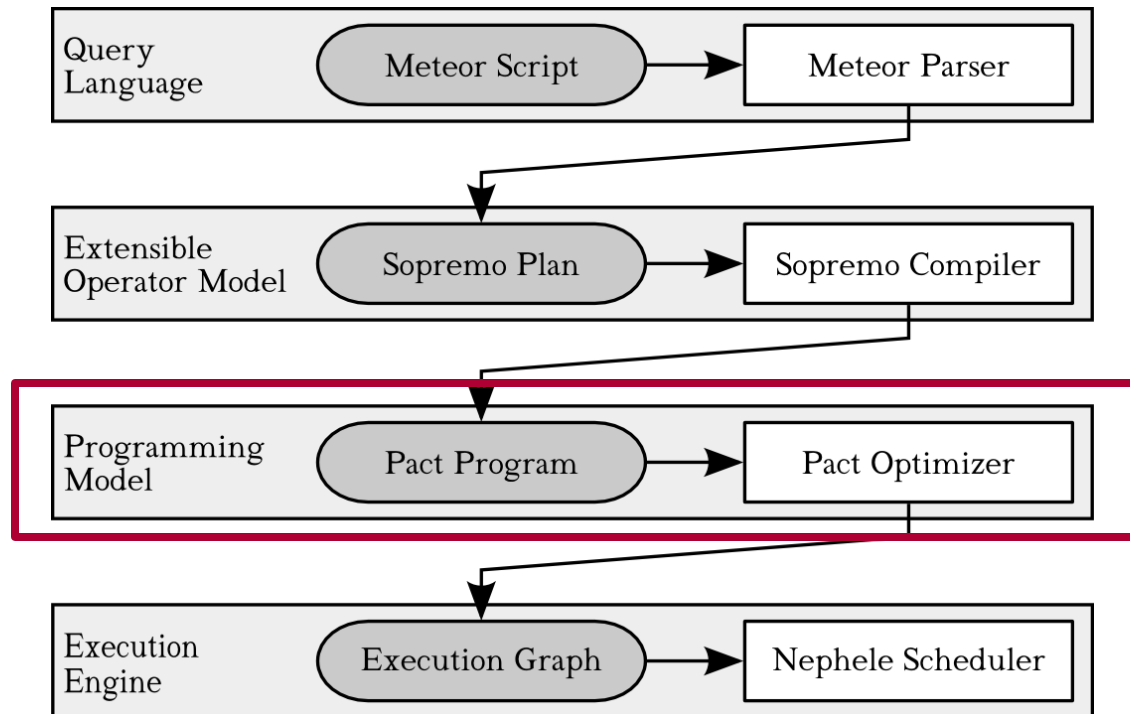 Query
Language
Meteor Script
Meteor Parser
Extensible
Operator Model
Sopremo Plan
Sopremo Compiler
Programming
Model
Pact Program
Pact Optimizer
Execution
Engine
Execution Graph
Nephele Scheduler